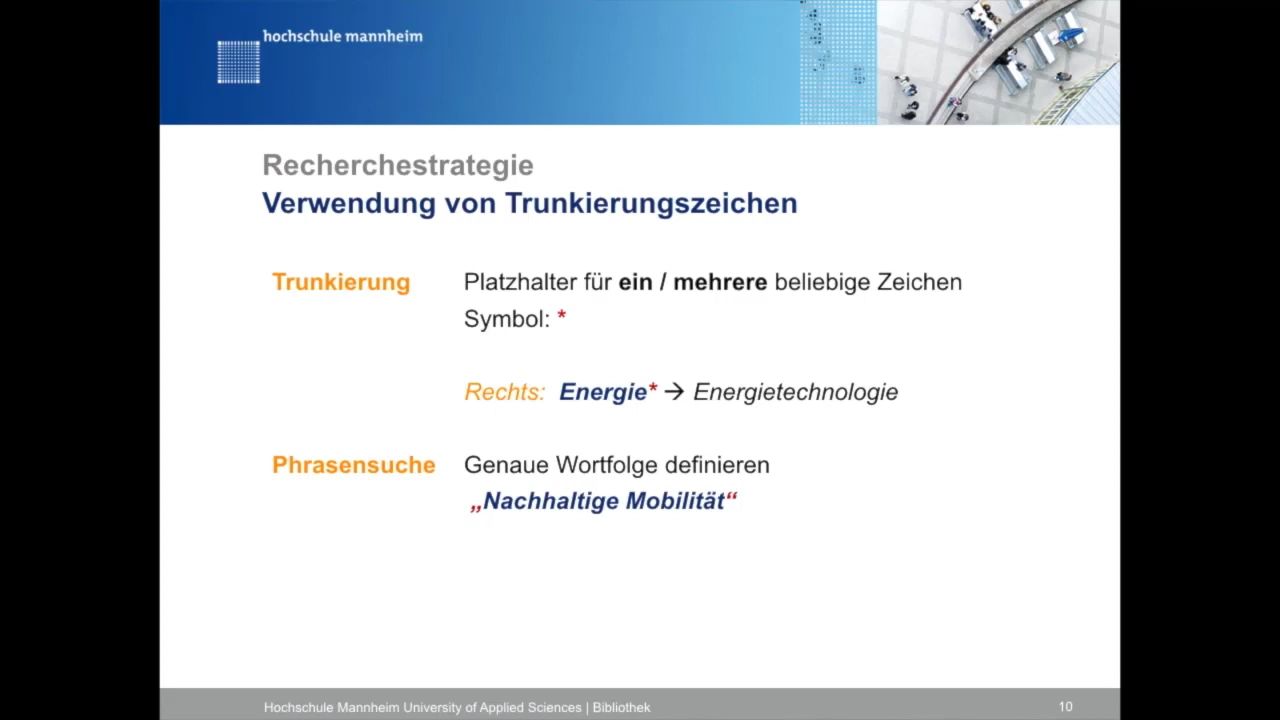 hochschule mannheim
Recherchestrategie
Verwendung von Trunkierungszeichen
Trunkierung Platzhalter für ein / mehrere beliebige Zeichen
Symbol: *
Rechts: Energie* → Energietechnologie
Phrasensuche Genaue Wortfolge definieren
„Nachhaltige Mobilität“
Hochschule Mannheim University of Applied Sciences | Bibliothek 10